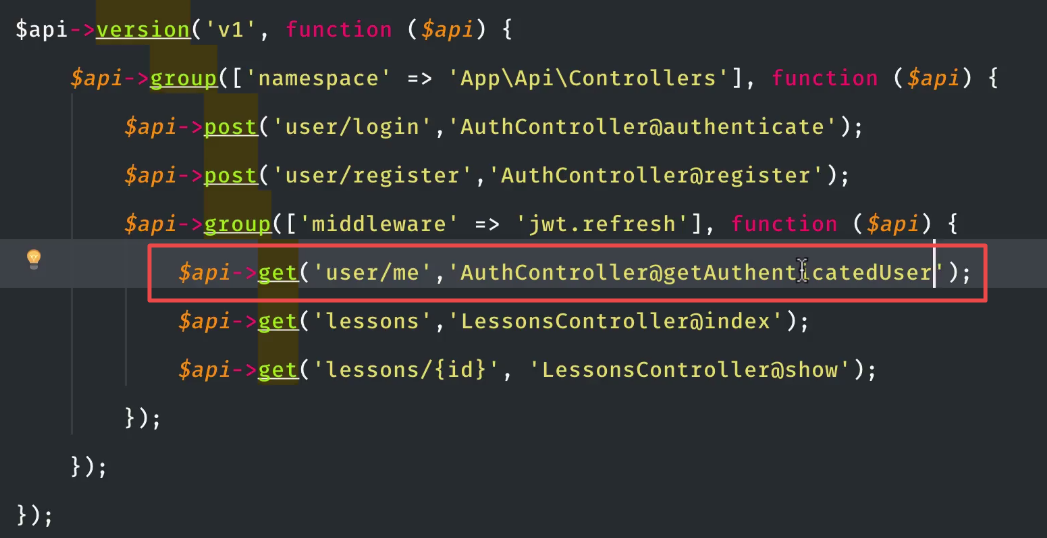 $api->version('v1', function ($api) {
$api->group(['namespace' => 'App\Api\Controllers'], function ($api) {
$api->post('user/login','AuthController@authenticate');
$api->post('user/register','AuthController@register');
$api->group(['middleware' => 'jwt.refresh'], function ($api) {
$api->get('user/me','AuthController@getAuthenticatedUser');
$api->get('lessons','LessonsController@index');
$api->get('lessons/{id}', 'LessonsController@show');
});
});
});